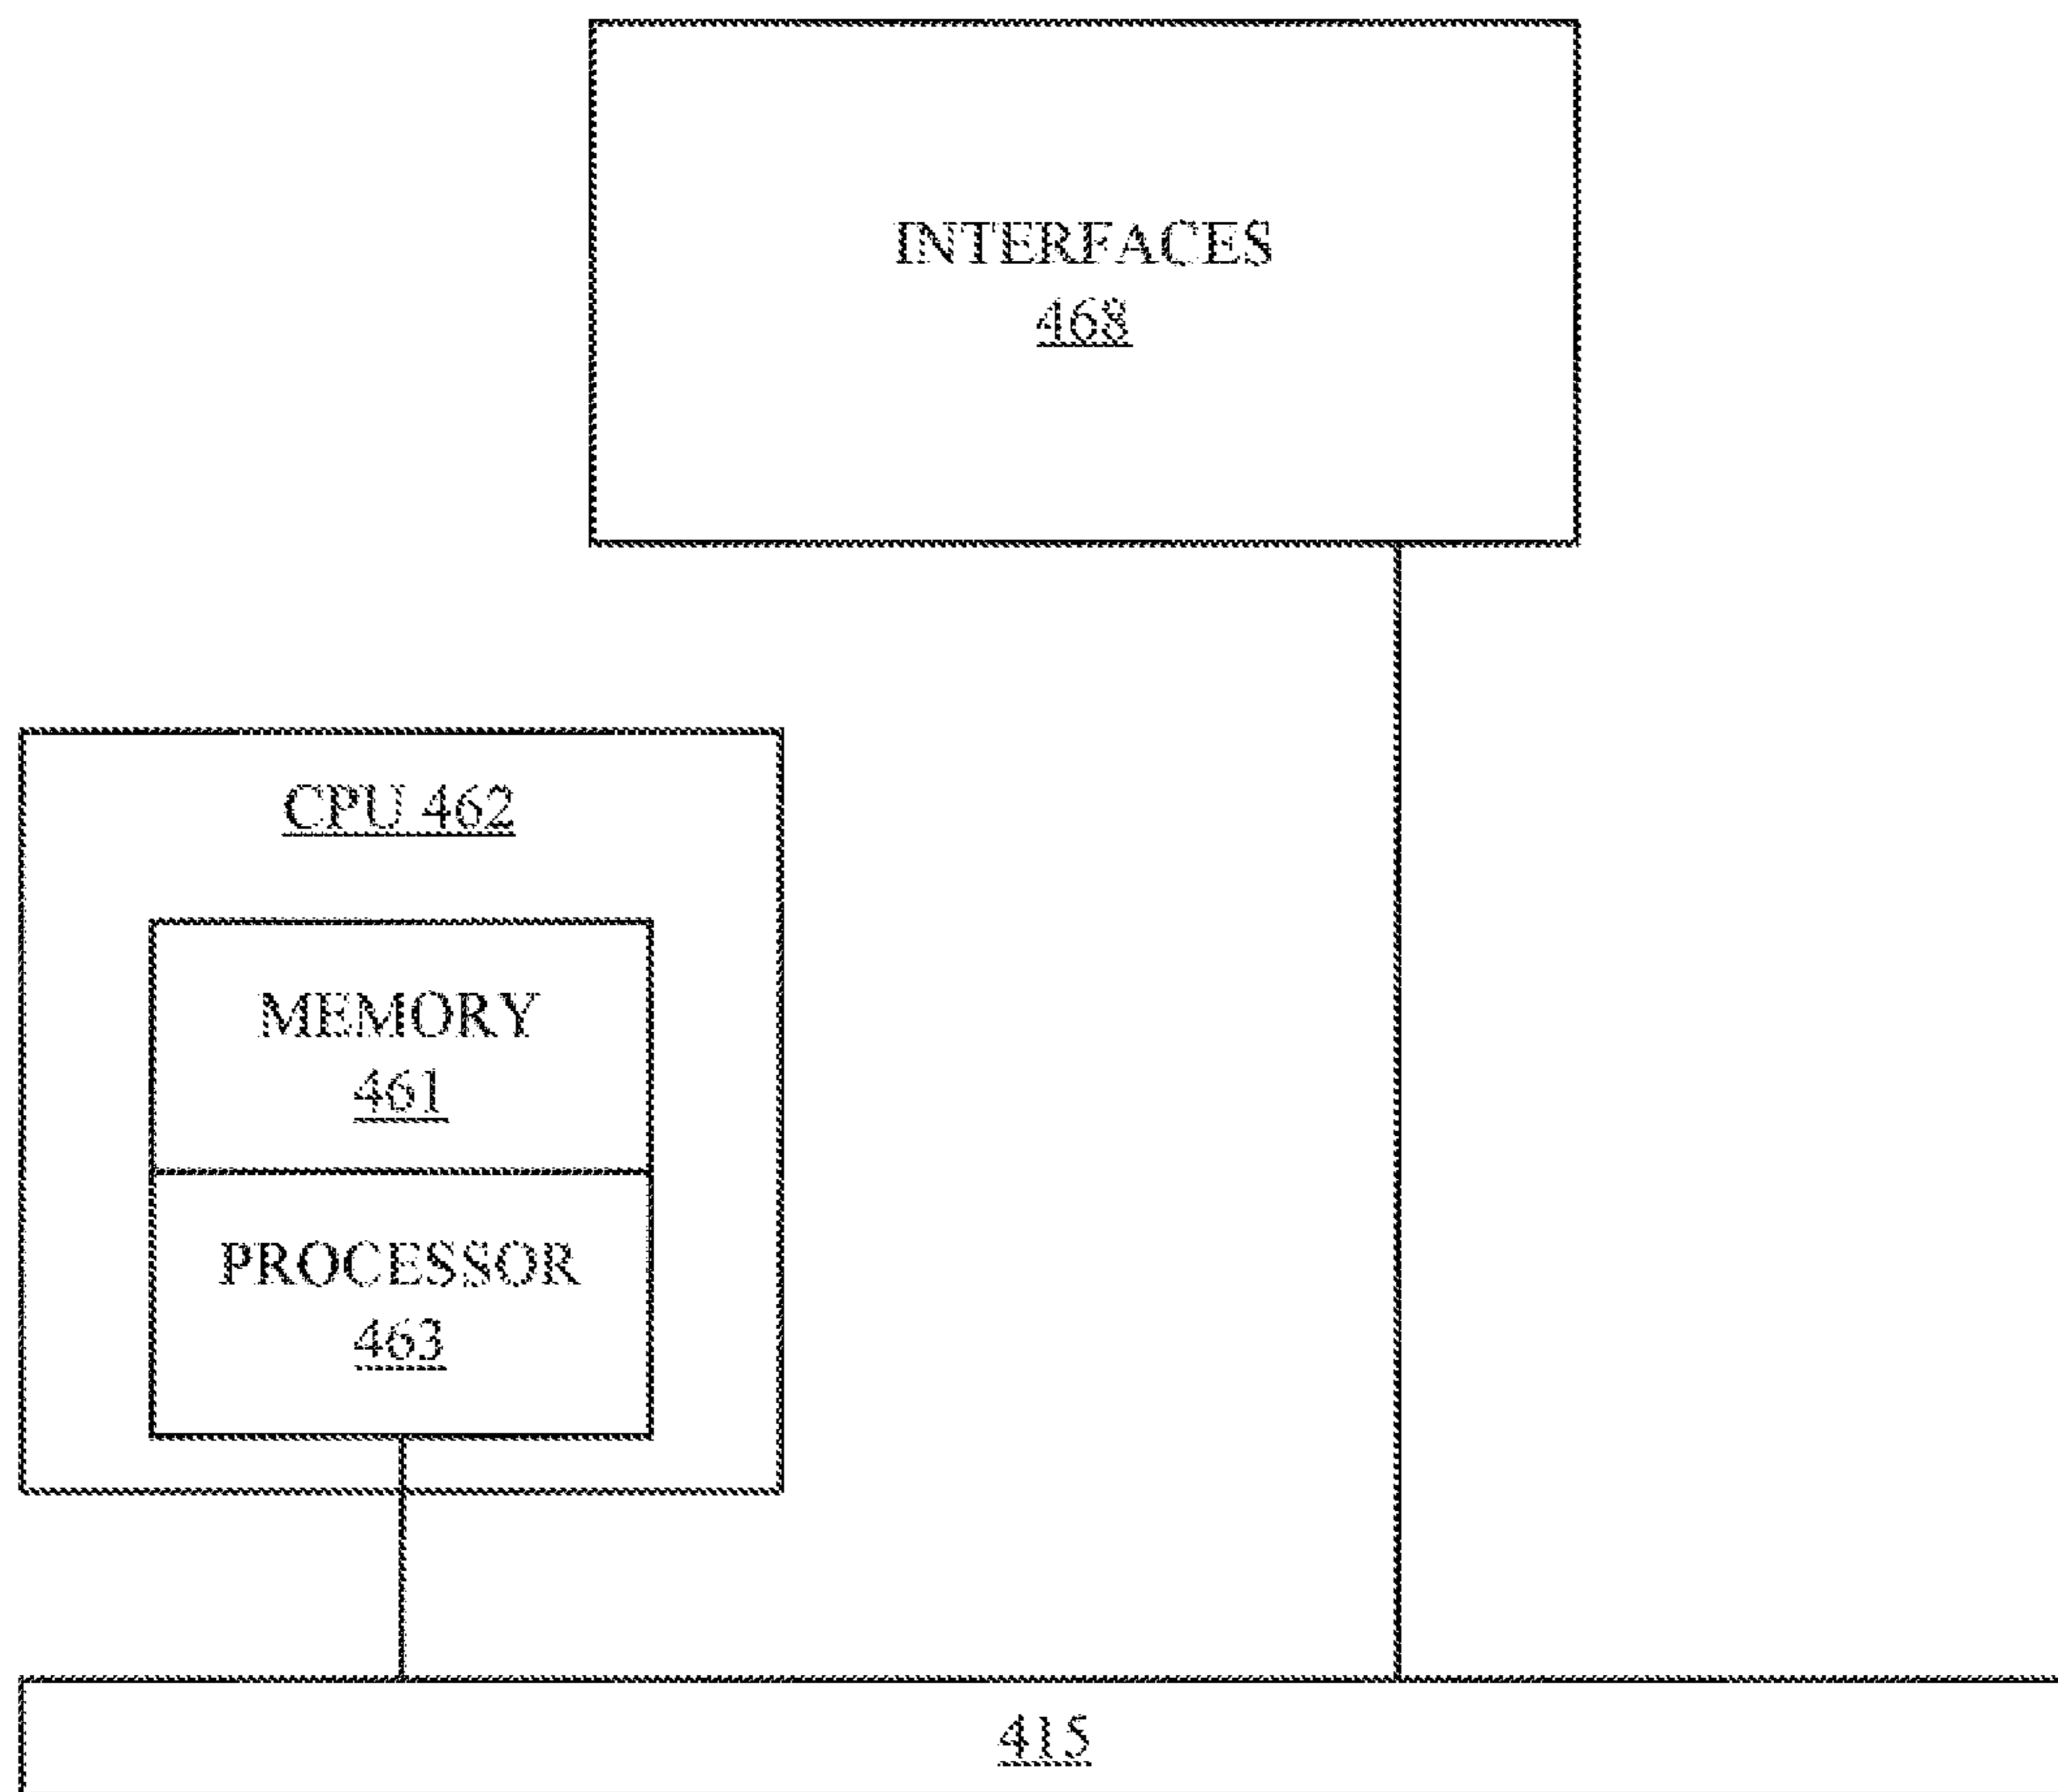 INTERFACES
468
CPU 462
MEMORY
461
PROCESSOR
463
415